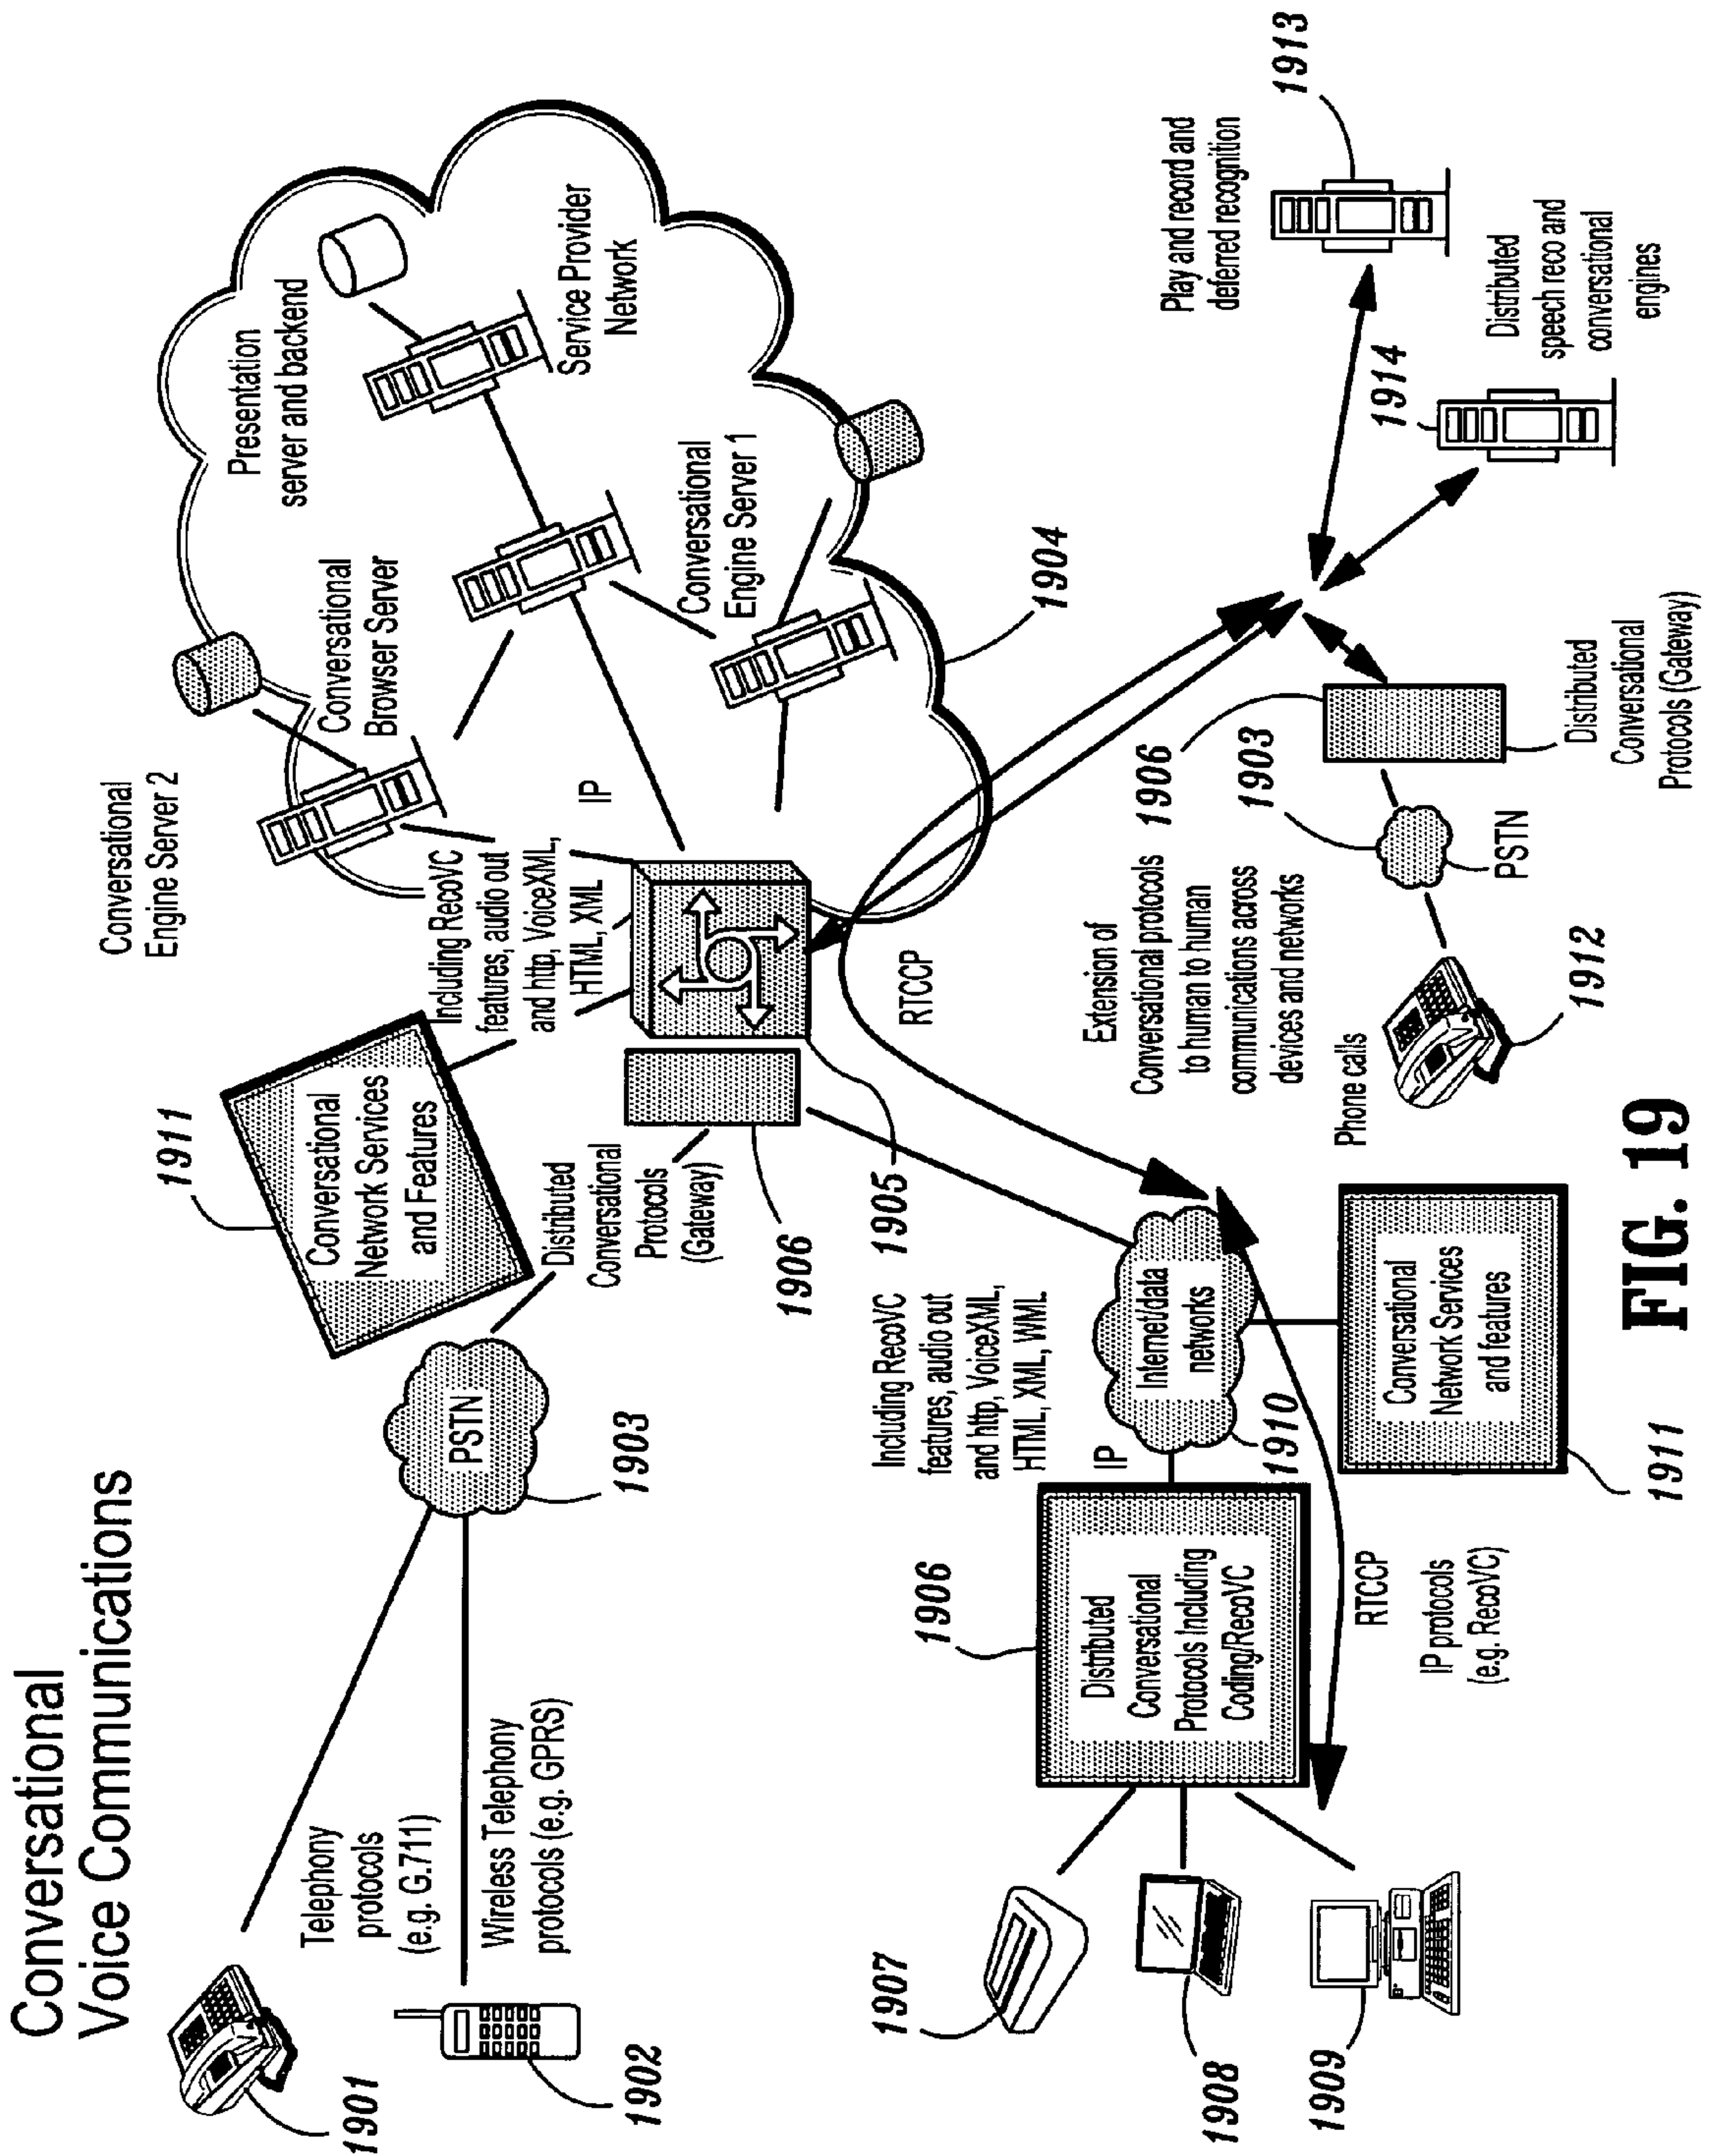 Conversational
Voice Communications
1901
Telephony
protocols
(e.g. G.711)
1902
Wireless Telephony
protocols (e.g. GPRS)
PSTN
1903
1911
Conversational
Network Services
and Features
Distributed
Conversational
Protocols
(Gateway)
1906
1905
Conversational
Engine Server 2
Including RecoVC
features, audio out
and http, VoiceXML,
HTML, XML
IP
Conversational
Browser Server
Presentation
server and backend
Service Provider
Network
Conversational
Engine Server 1
IP
1904
RTCCP
1907
1908
1909
1906
Distributed
Conversational
Protocols Including
Coding/RecoVC
Including RecoVC
features, audio out
and http, VoiceXML,
HTML, XML, WML
IP
Internet/data
networks
1910
RTCCP
IP protocols
(e.g. RecoVC)
Conversational
Network Services
and features
1911
Extension of
Conversational protocols
to human to human
communications across
devices and networks
Phone calls
1912
1903
PSTN
1906
Distributed
Conversational
Protocols (Gateway)
Play and record and
deferred recognition
1913
1914
Distributed
speech reco and
conversational
engines
FIG. 19